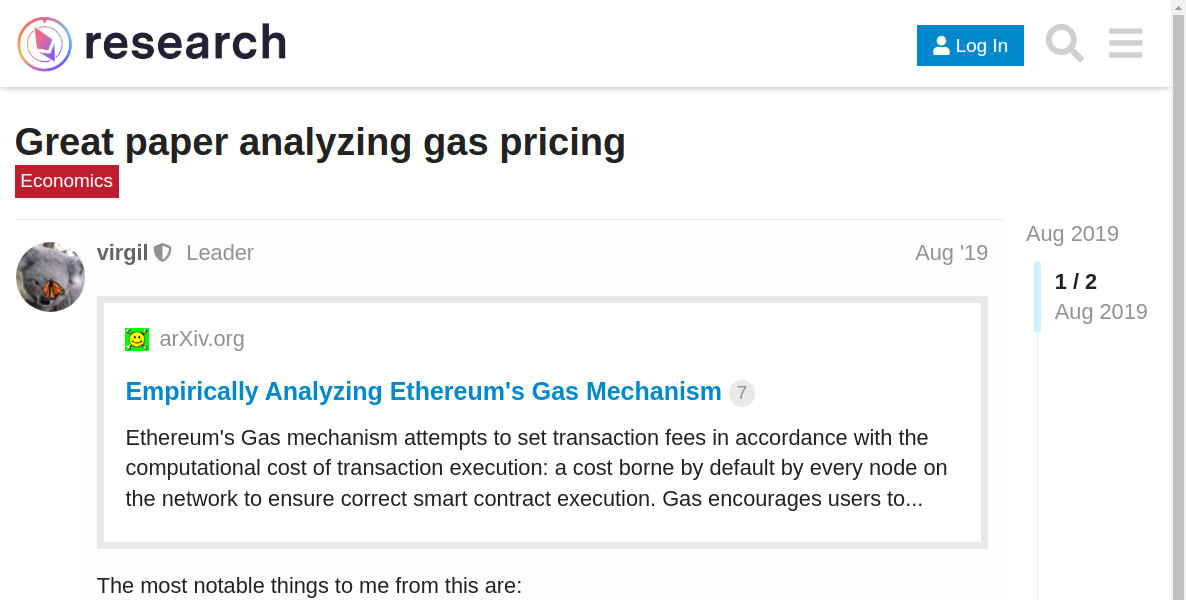 research
Log In
Great paper analyzing gas pricing
Economics
virgil Leader Aug '19
Aug 2019
1 / 2
Aug 2019
arXiv.org
Empirically Analyzing Ethereum's Gas Mechanism 7
Ethereum's Gas mechanism attempts to set transaction fees in accordance with the
computational cost of transaction execution: a cost borne by default by every node on
the network to ensure correct smart contract execution. Gas encourages users to...
The most notable things to me from this are: